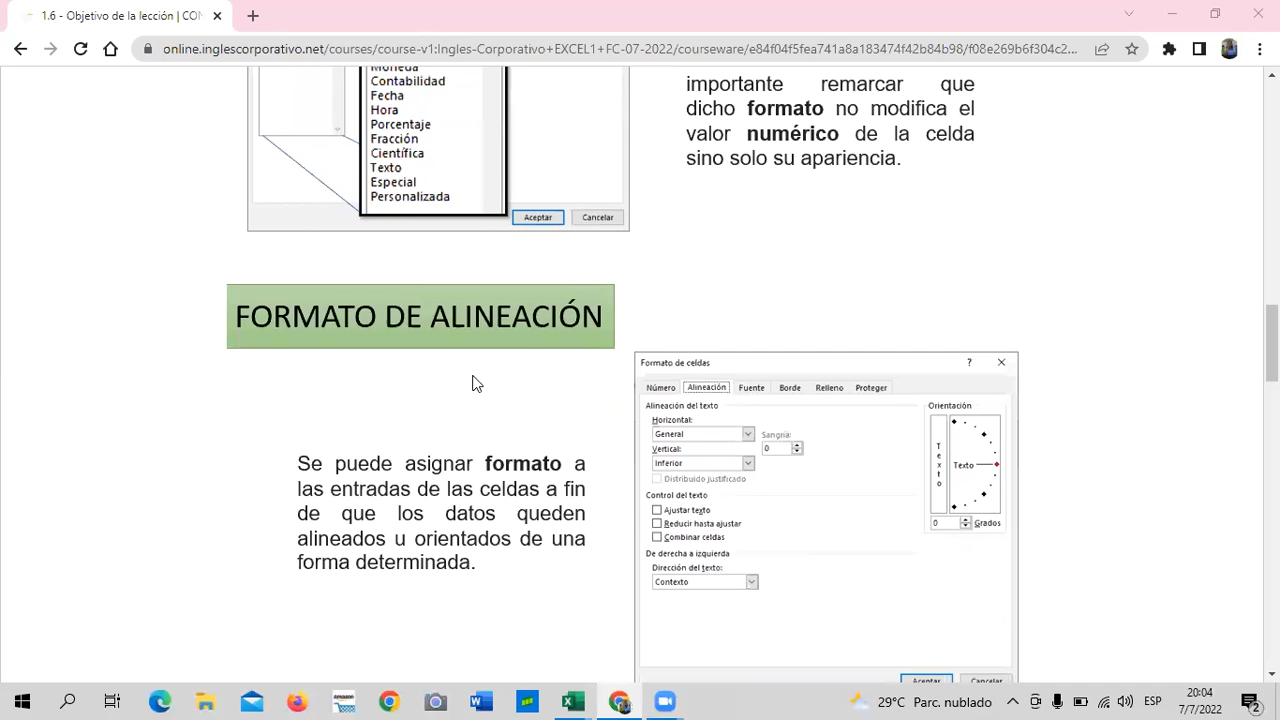 1.6 - Objetivo de la lección | CON
online.inglescorporativo.net/courses/course-v1:Ingles-Corporativo+EXCEL1+FC-07-2022/courseware/e84f04f5fea741a8a183474f42b84b98/f08e269b6f304c2...
Moneda
Contabilidad
Fecha
Hora
Porcentaje
Fracción
Científica
Texto
Especial
Personalizada
Aceptar Cancelar
importante remarcar que
dicho formato no modifica el
valor numérico de la celda
sino solo su apariencia.
FORMATO DE ALINEACIÓN
Se puede asignar formato a
las entradas de las celdas a fin
de que los datos queden
alineados u orientados de una
forma determinada.
Formato de celdas ?
Número Alineación Fuente Borde Relleno Proteger
Alineación del texto
Horizontal:
General
Sangría:
0
Vertical:
Inferior
Distribuido justificado
Control del texto
Ajustar texto
Reducir hasta ajustar
Combinar celdas
De derecha a izquierda
Dirección del texto:
Contexto
Orientación
Texto
Texto
0 Grados
Aceptar Cancelar
29°C Parc. nublado
ESP
20:04
7/7/2022
2